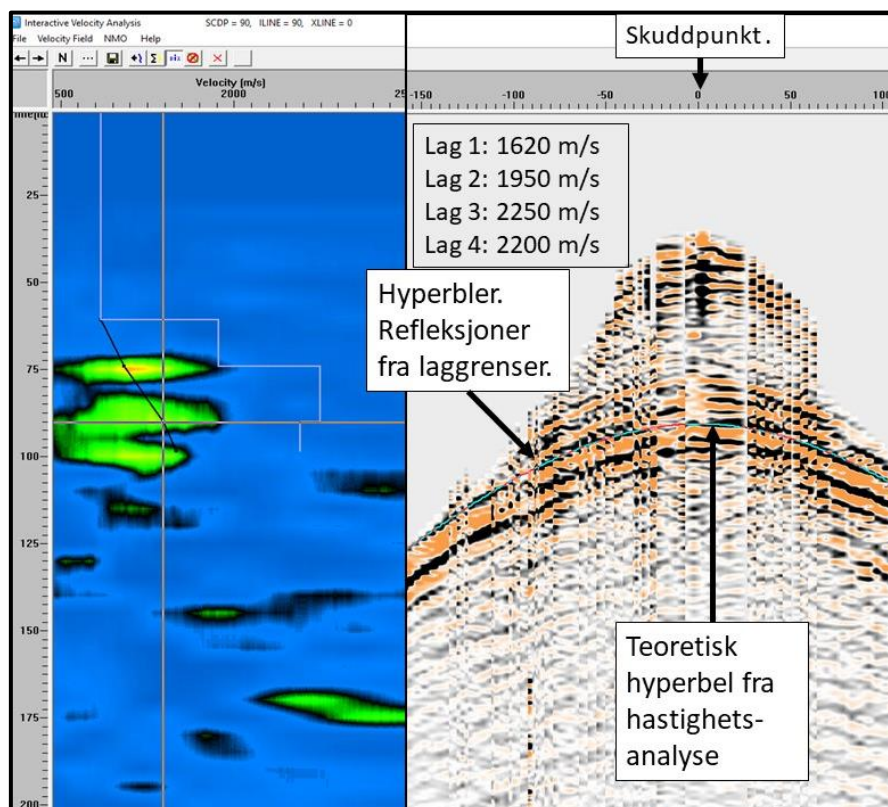 Interactive Velocity Analysis
SCDP = 90, ILINE = 90, XLINE = 0
File Velocity Field NMO Help
N ...
Velocity [m/s]
500 2000 25
25
50
75
100
125
150
175
200
Skuddpunkt.
-150 -100 -50 0 50 100
Lag 1: 1620 m/s
Lag 2: 1950 m/s
Lag 3: 2250 m/s
Lag 4: 2200 m/s
Hyperbler.
Refleksjoner
fra laggrenser.
Teoretisk
hyperbel fra
hastighets-
analyse